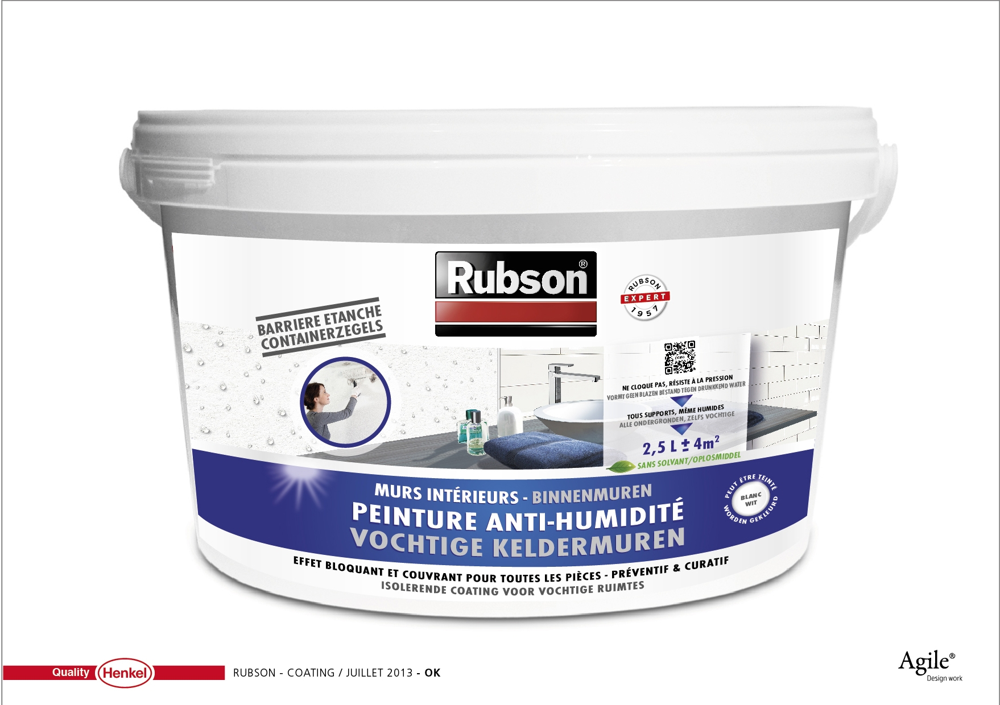 Rubson®
RUBSON
EXPERT
1957
BARRIERE ETANCHE
CONTAINERZEGELS
DEMO
NE CLOQUE PAS, RÉSISTE À LA PRESSION
VORMT GEEN BLAZEN BESTAND TEGEN DRUNKKEND WATER
TOUS SUPPORTS, MÊME HUMIDES
ALLE ONDERGRONDEN, ZELFS VOCHTIGE
2,5 L ± 4m²
SANS SOLVANT/OPLOSMIDDEL
MURS INTÉRIEURS - BINNENMUREN
PEINTURE ANTI-HUMIDITÉ
VOCHTIGE KELDERMUREN
PEUT ÊTRE TEINTÉ
BLANC
WIT
WORDEN GEKLEURD
EFFET BLOQUANT ET COUVRANT POUR TOUTES LES PIÈCES - PRÉVENTIF & CURATIF
ISOLERENDE COATING VOOR VOCHTIGE RUIMTES
Quality Henkel
RUBSON - COATING / JUILLET 2013 - OK
Agile®
Design work